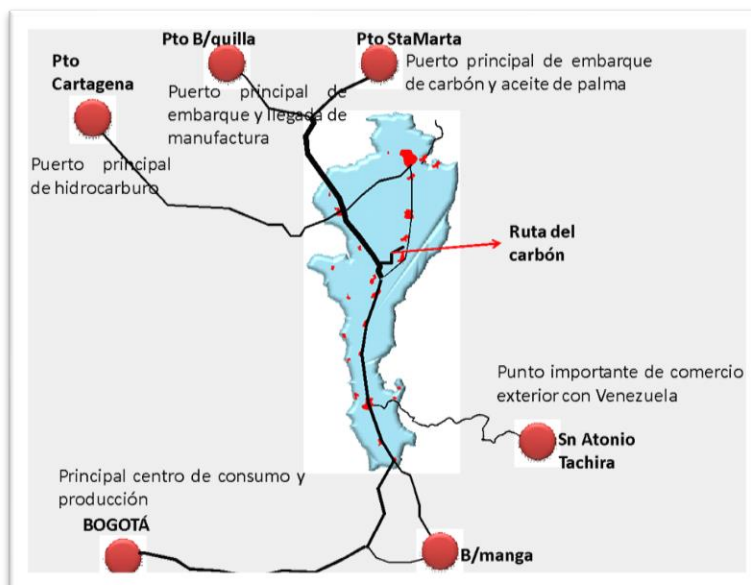 Pto B/quilla
Puerto principal de
embarque y llegada de
manufactura
Pto StaMarta
Puerto principal de embarque
de carbón y aceite de palma
Pto
Cartagena
Puerto principal
de hidrocarburo
Ruta del
carbón
Punto importante de comercio
exterior con Venezuela
Sn Atonio
Tachira
Principal centro de consumo y
producción
BOGOTÁ
B/manga